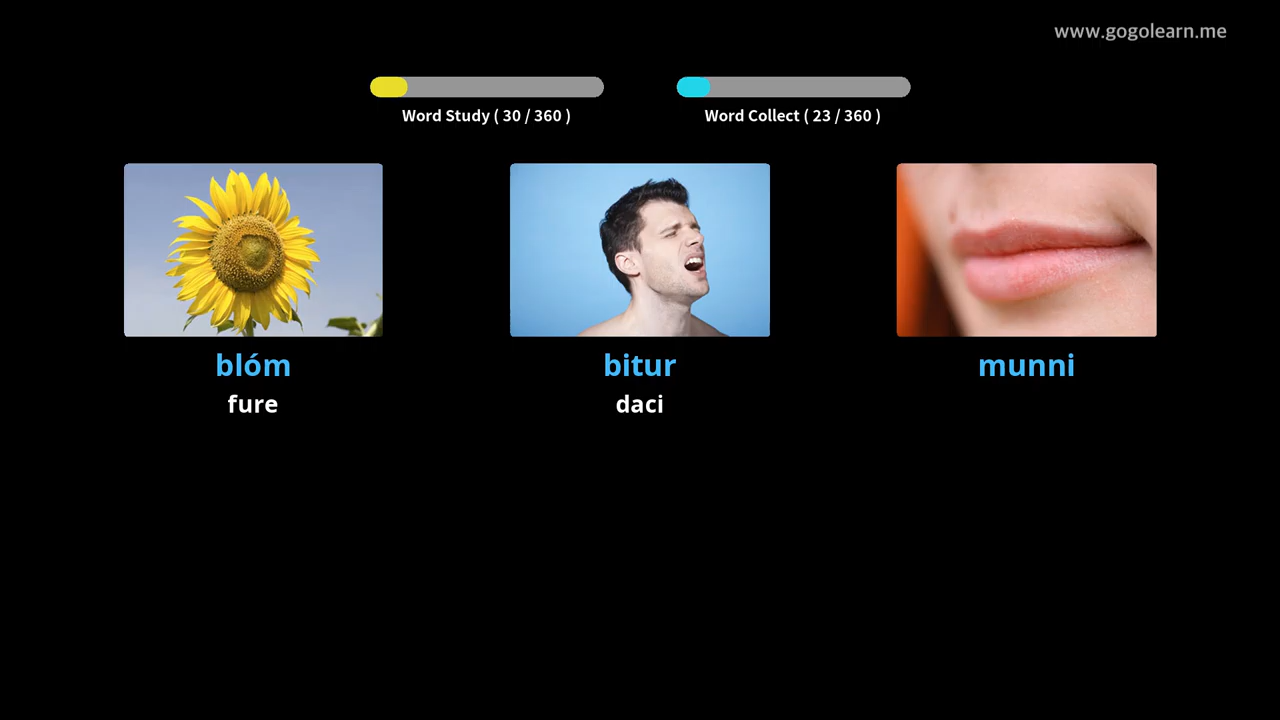 www.gogolearn.me
Word Study ( 30 / 360 )
Word Collect ( 23 / 360 )
blóm
bitur
munni
fure
daci